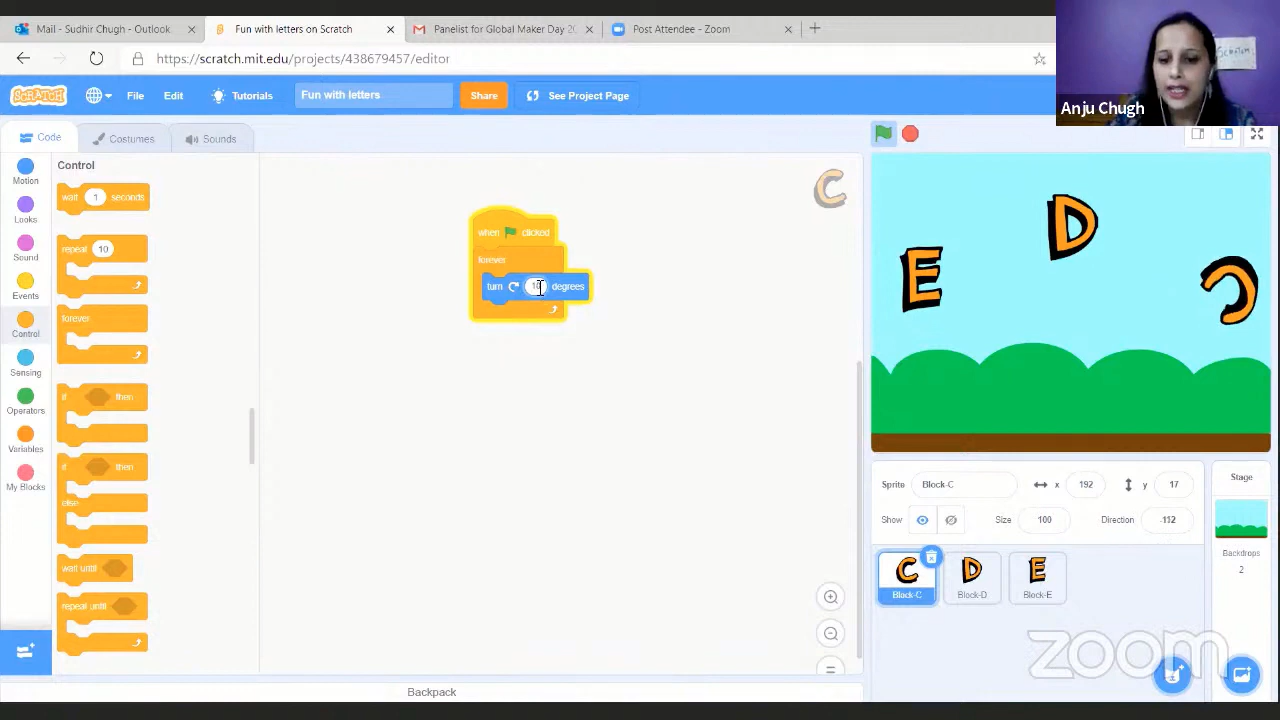 Mail - Sudhir Chugh - Outlook
Fun with letters on Scratch
Panelist for Global Maker Day 20
Post Attendee - Zoom
https://scratch.mit.edu/projects/438679457/editor
SCRATCH
File
Edit
Tutorials
Fun with letters
Share
See Project Page
Anju Chugh
Code
Costumes
Sounds
Motion
Looks
Sound
Events
Control
Sensing
Operators
Variables
My Blocks
Control
wait 1 seconds
repeat 10
forever
if then
if then
else
wait until
repeat until
when clicked
forever
turn degrees
C
E
D
C
Sprite Block-C x 192 y 17
Show Size 100 Direction -112
C
Block-C
D
Block-D
E
Block-E
Stage
Backdrops
2
zoom
Backpack